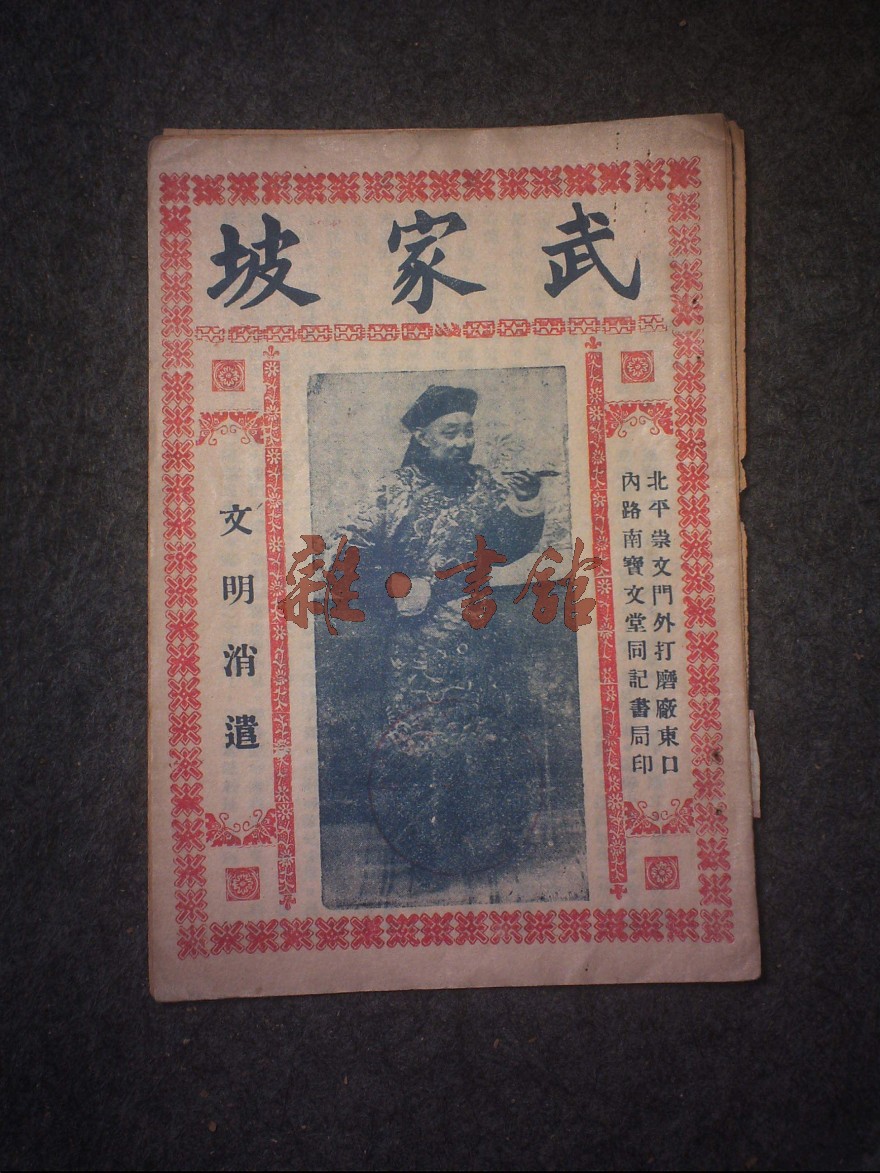 武家坡
北平崇文門外打磨廠東口
內路南寶文堂同記書局印
文明消遣
雜·書館